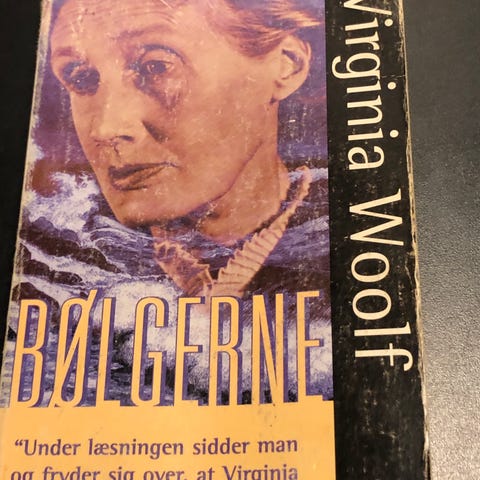 Virginia Woolf
BØLGERNE
“Under læsningen sidder man
og fryder sig over, at Virginia